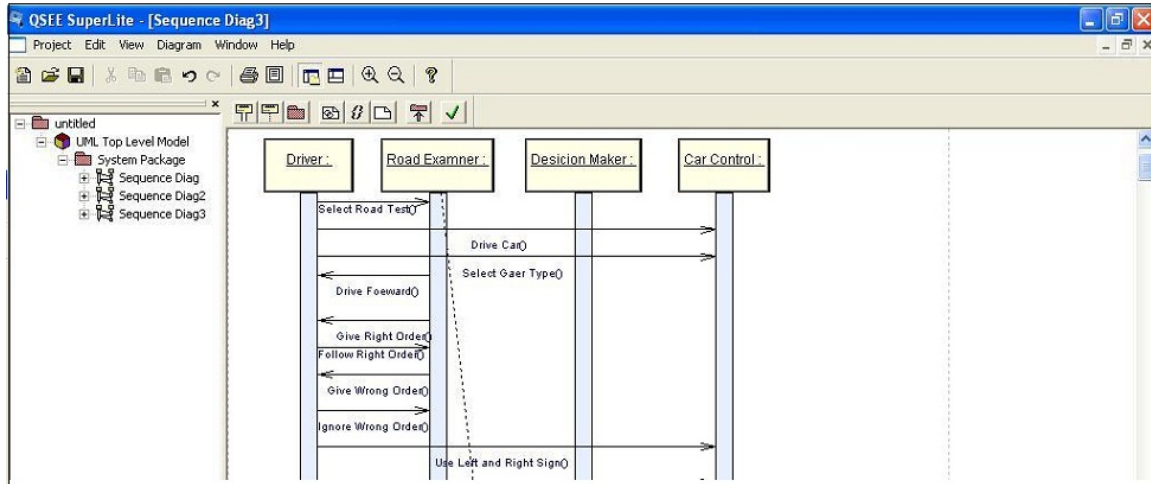 QSEE SuperLite - [Sequence Diag3]
Project Edit View Diagram Window Help
untitled
UML Top Level Model
System Package
Sequence Diag
Sequence Diag2
Sequence Diag3
Driver : Road Examner : Desicion Maker : Car Control :
Select Road Test()
Drive Car()
Select Gaer Type()
Drive Foeward()
Give Right Order()
Follow Right Order()
Give Wrong Order()
Ignore Wrong Order()
Use Left and Right Sign()